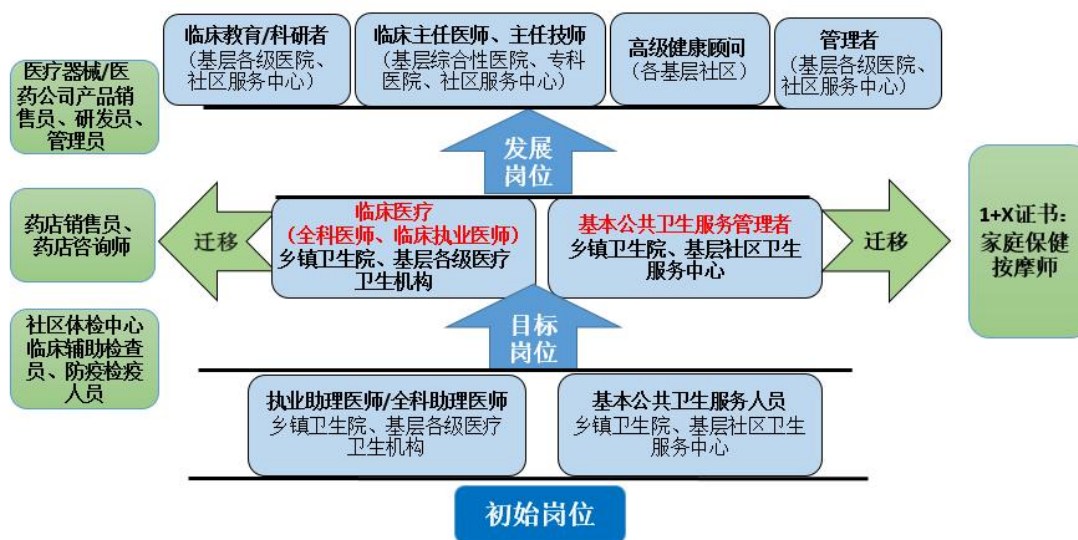 临床教育/科研者
（基层各级医院、
社区服务中心）
临床主任医师、主任技师
（基层综合性医院、专科
医院、社区服务中心）
高级健康顾问
（各基层社区）
管理者
（基层各级医院、
社区服务中心）
医疗器械/医
药公司产品销
售员、研发员、
管理员
发展
岗位
药店销售员、
药店咨询师
迁移
临床医疗
（全科医师、临床执业医师）
乡镇卫生院、基层各级医疗
卫生机构
基本公共卫生服务管理者
乡镇卫生院、基层社区卫生
服务中心
迁移
1+X证书：
家庭保健
按摩师
社区体检中心
临床辅助检查
员、防疫检疫
人员
目标
岗位
执业助理医师/全科助理医师
乡镇卫生院、基层各级医疗
卫生机构
基本公共卫生服务人员
乡镇卫生院、基层社区卫生
服务中心
初始岗位